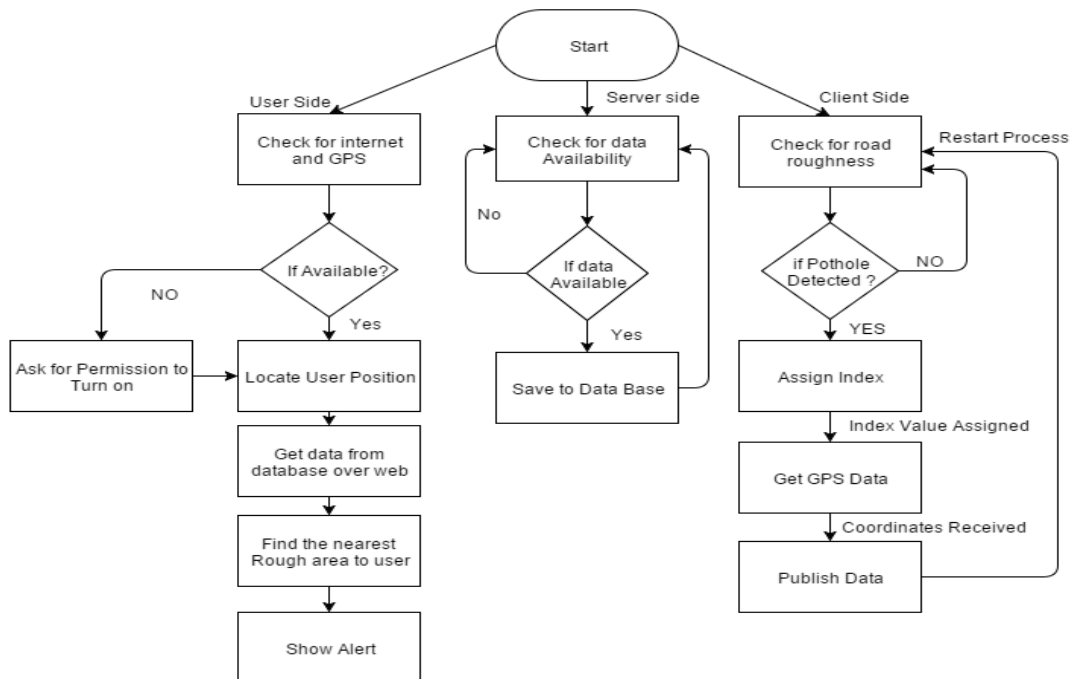 Start
User Side
Server side
Client Side
Check for internet
and GPS
Check for data
Availability
Check for road
roughness
Restart Process
No
If Available?
If data
Available
if Pothole
Detected ?
NO
NO
Yes
Yes
YES
Ask for Permission to
Turn on
Locate User Position
Save to Data Base
Assign Index
Index Value Assigned
Get data from
database over web
Get GPS Data
Coordinates Received
Find the nearest
Rough area to user
Publish Data
Show Alert